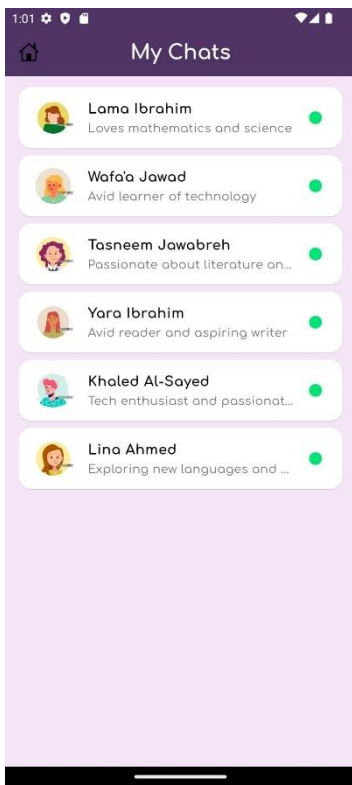 1:01
My Chats
Lama Ibrahim
Loves mathematics and science
Wafa'a Jawad
Avid learner of technology
Tasneem Jawabreh
Passionate about literature an...
Yara Ibrahim
Avid reader and aspiring writer
Khaled Al-Sayed
Tech enthusiast and passionat...
Lina Ahmed
Exploring new languages and ...